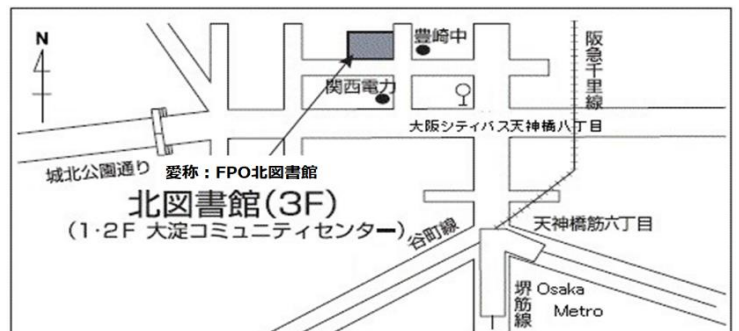 N
豊崎中
阪急千里線
関西電力
大阪シティバス天神橋八丁目
城北公園通り
愛称：FPO北図書館
北図書館(3F)
(1･2F 大淀コミュニティセンター)
谷町線
天神橋筋六丁目
堺筋線
Osaka
Metro